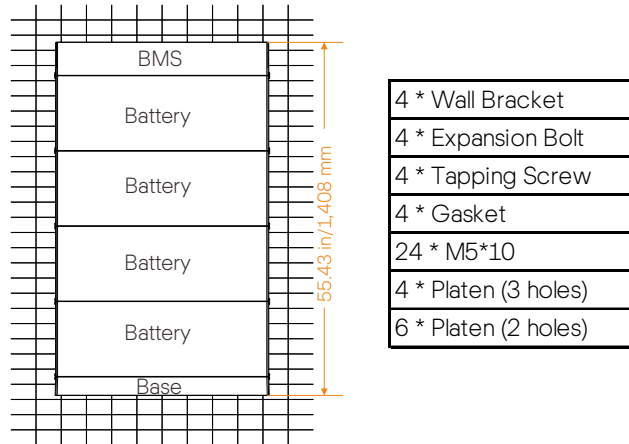 BMS
Battery
Battery
Battery
Battery
Base
55.43 in/1,408 mm
4 * Wall Bracket
4 * Expansion Bolt
4 * Tapping Screw
4 * Gasket
24 * M5*10
4 * Platen (3 holes)
6 * Platen (2 holes)